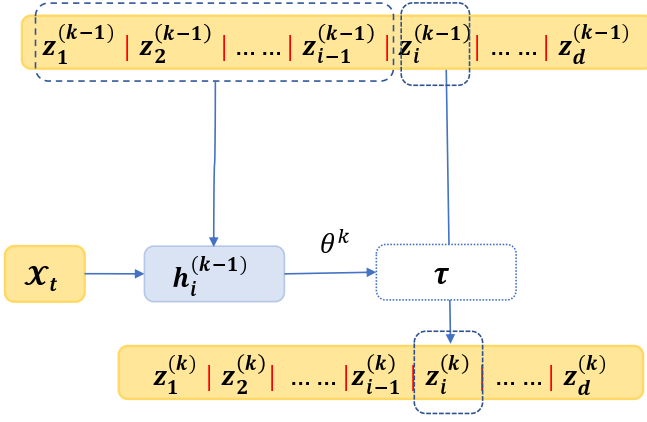 z_1^{(k-1)} | z_2^{(k-1)} | ... ... | z_{i-1}^{(k-1)} | z_i^{(k-1)} | ... ... | z_d^{(k-1)}
θ^k
𝒳_t h_i^{(k-1)} τ
z_1^{(k)} | z_2^{(k)} | ... ... | z_{i-1}^{(k)} | z_i^{(k)} | ... ... | z_d^{(k)}